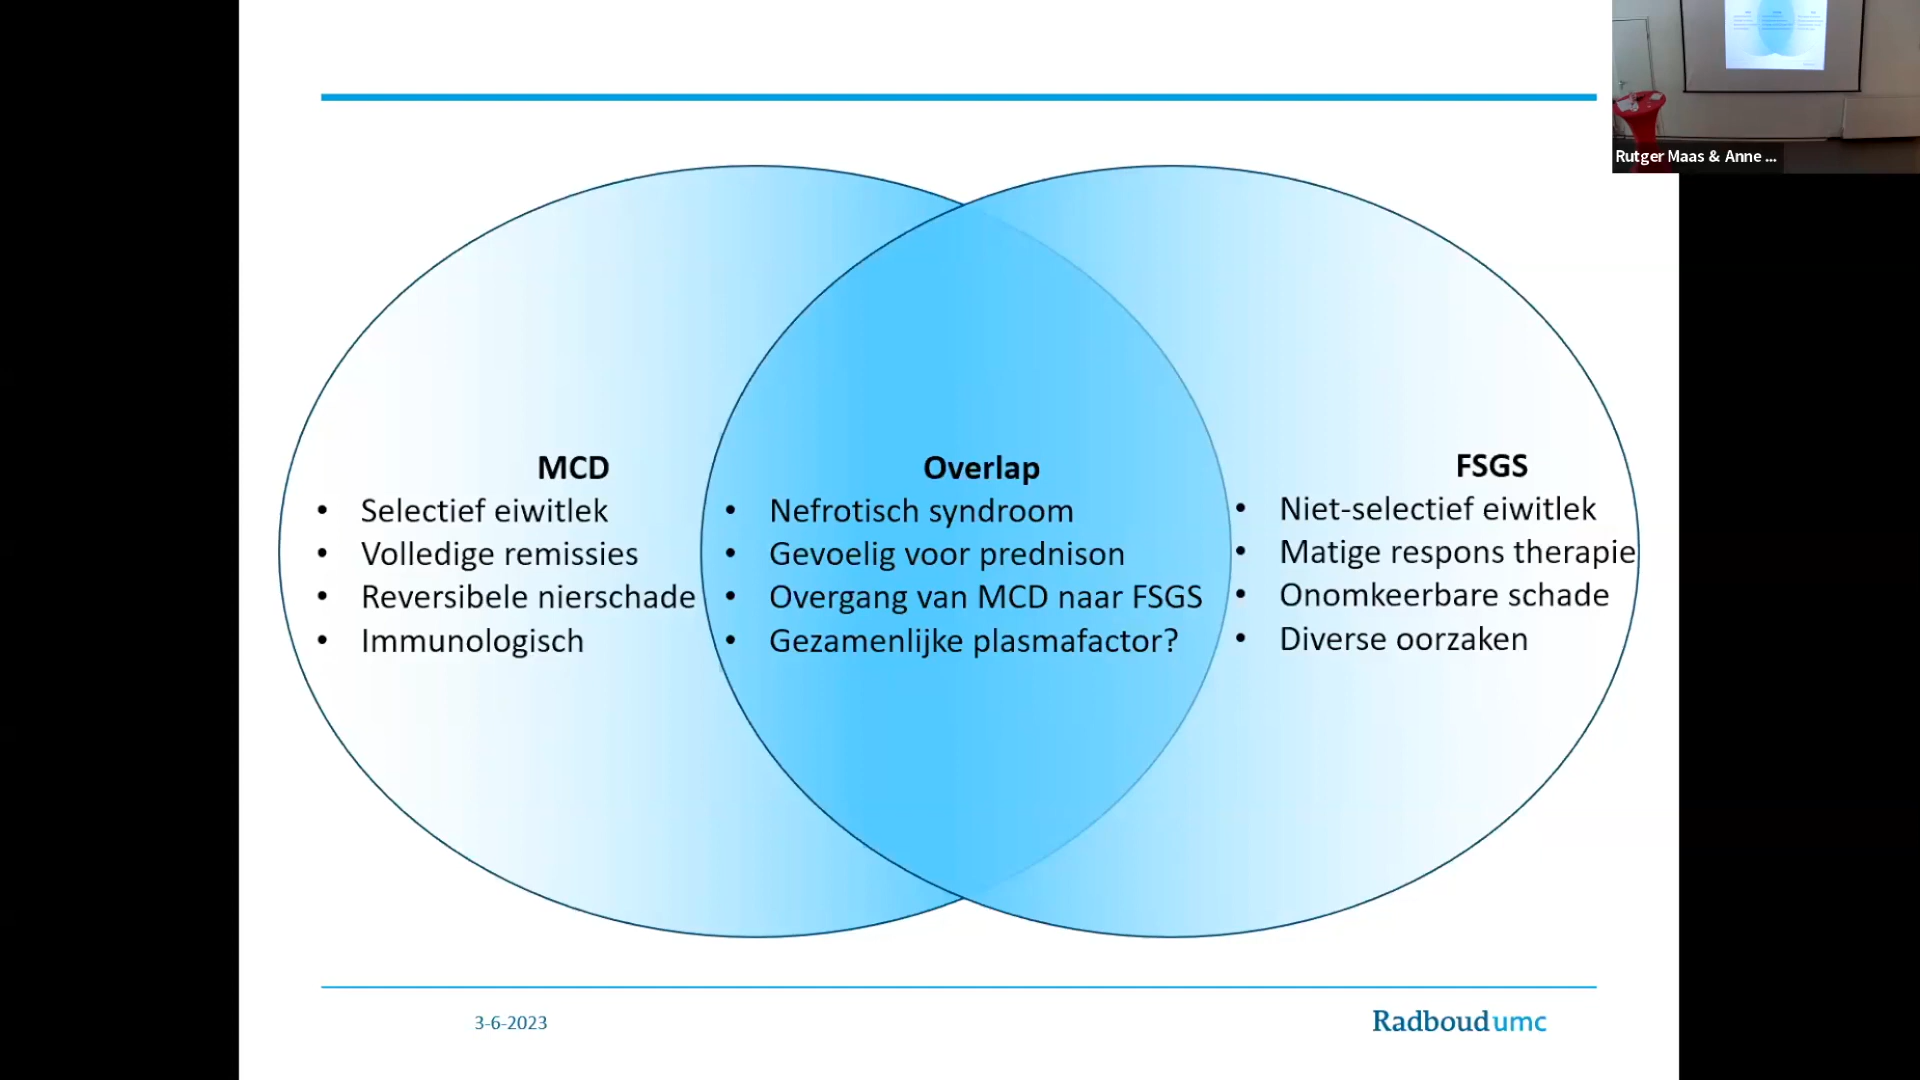 Rutger Maas & Anne ...
MCD
• Selectief eiwitlek
• Volledige remissies
• Reversibele nierschade
• Immunologisch
Overlap
• Nefrotisch syndroom
• Gevoelig voor prednison
• Overgang van MCD naar FSGS
• Gezamenlijke plasmafactor?
FSGS
• Niet-selectief eiwitlek
• Matige respons therapie
• Onomkeerbare schade
• Diverse oorzaken
3-6-2023
Radboudumc